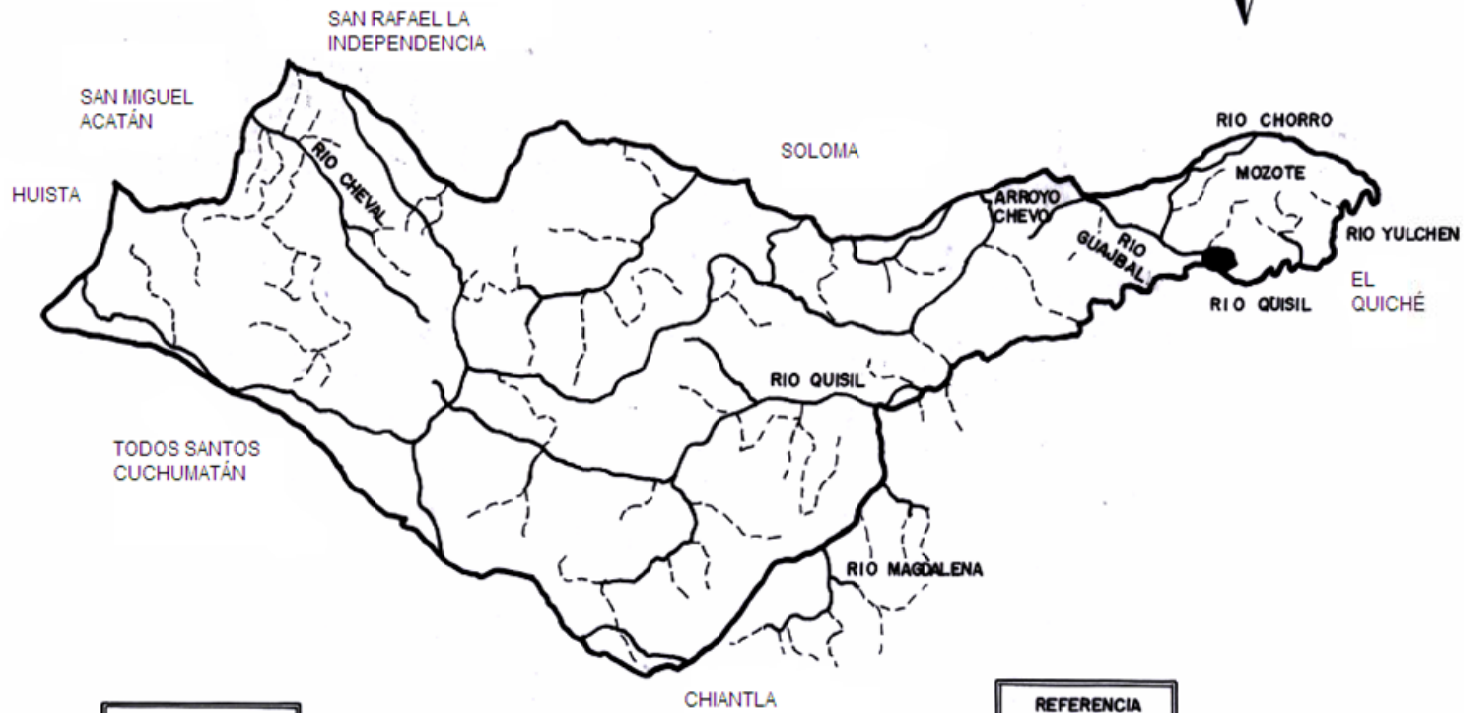 SAN RAFAEL LA
INDEPENDENCIA
SAN MIGUEL
ACATÁN
RIO CHORRO
SOLOMA
RIO CHEVAL
MOZOTE
HUISTA
ARROYO
CHEVO
RIO
GUAJBAL
RIO YULCHEN
EL
QUICHÉ
RIO QUISIL
RIO QUISIL
TODOS SANTOS
CUCHUMATÁN
RIO MAGDALENA
CHIANTLA
REFERENCIA